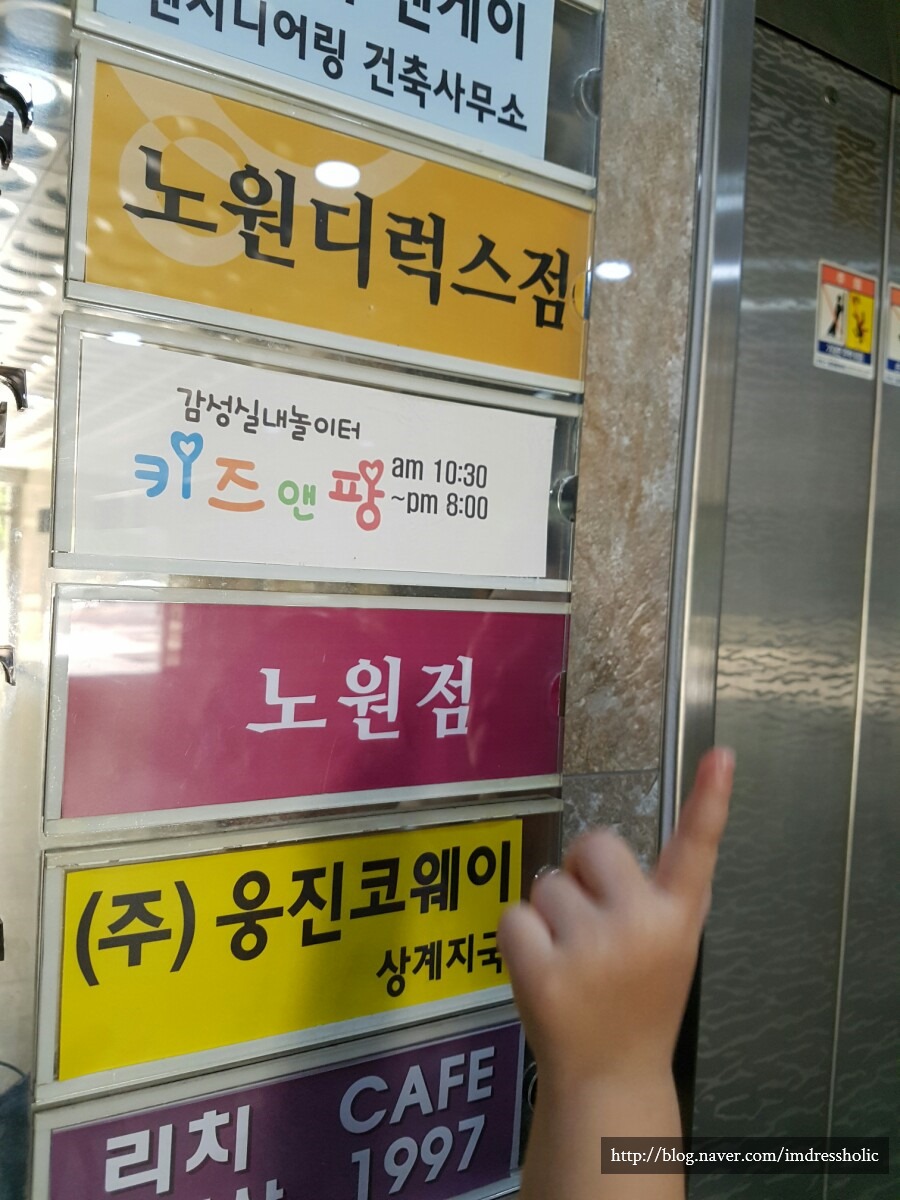 엔지니어링 건축사무소
노원디럭스점
감성실내놀이터
키즈앤팡
am 10:30
~pm 8:00
노원점
(주) 웅진코웨이
상계지국
리치
CAFE
1997
http://blog.naver.com/imdressholic